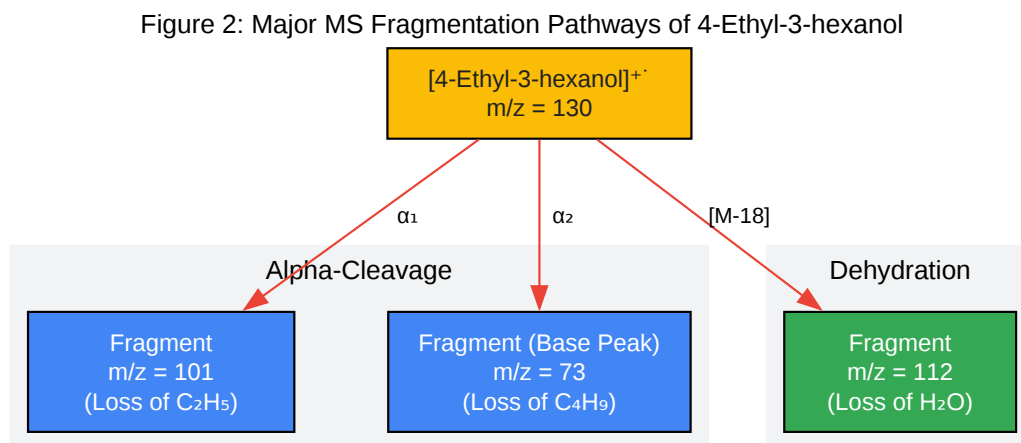 Figure 2: Major MS Fragmentation Pathways of 4-Ethyl-3-hexanol
[4-Ethyl-3-hexanol]⁺˙
m/z = 130
α₁
α₂
[M-18]
Alpha-Cleavage
Dehydration
Fragment
m/z = 101
(Loss of C₂H₅)
Fragment (Base Peak)
m/z = 73
(Loss of C₄H₉)
Fragment
m/z = 112
(Loss of H₂O)